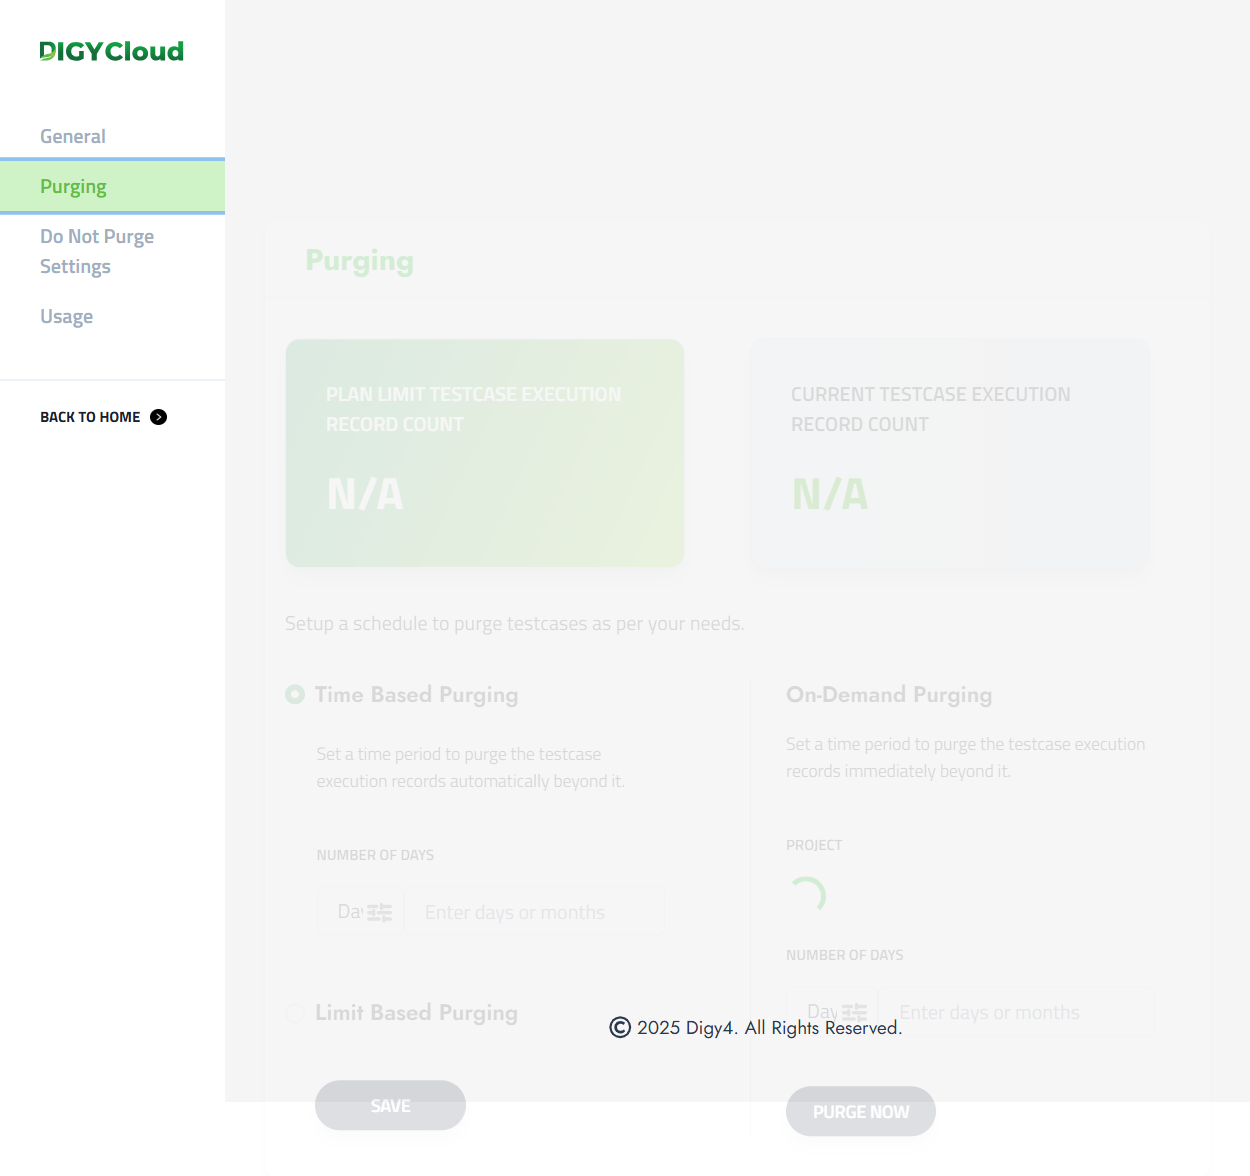 DIGYCloud
General
Purging
Do Not Purge
Settings
Usage
BACK TO HOME
Purging
PLAN LIMIT TESTCASE EXECUTION
RECORD COUNT
N/A
CURRENT TESTCASE EXECUTION
RECORD COUNT
N/A
Setup a schedule to purge testcases as per your needs.
Time Based Purging
Set a time period to purge the testcase
execution records automatically beyond it.
NUMBER OF DAYS
Day Enter days or months
Limit Based Purging
SAVE
On-Demand Purging
Set a time period to purge the testcase execution
records immediately beyond it.
PROJECT
NUMBER OF DAYS
Day Enter days or months
PURGE NOW
© 2025 Digy4. All Rights Reserved.